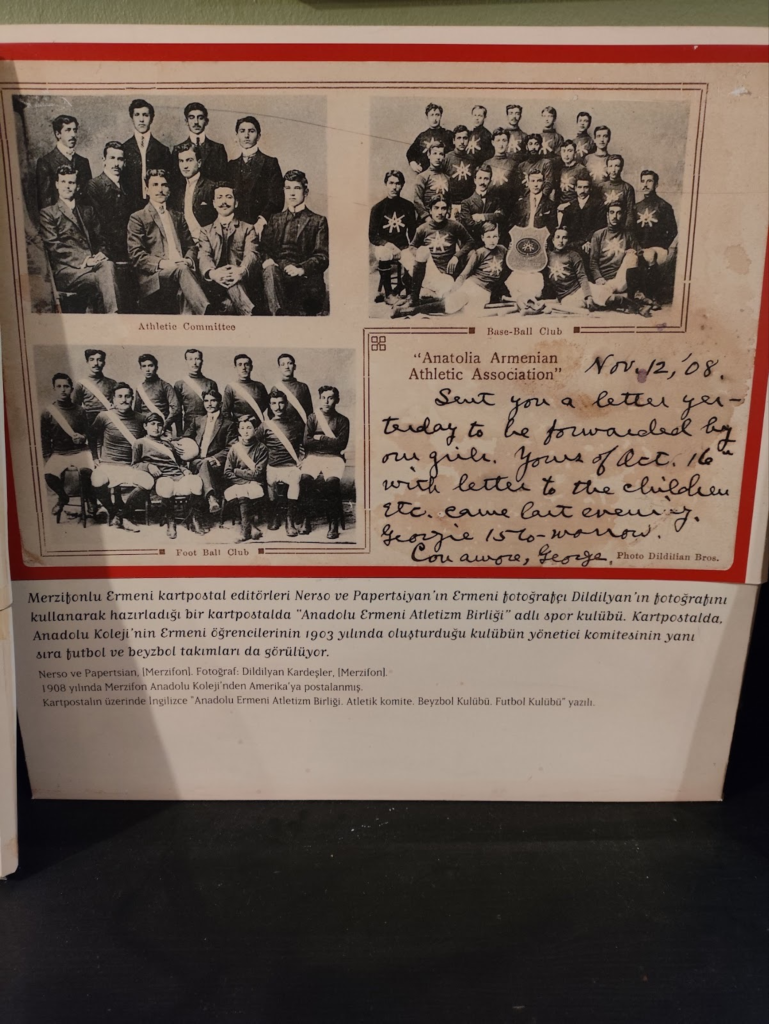 Athletic Committee
Base-Ball Club
Foot Ball Club
"Anatolia Armenian
Athletic Association"
Nov. 12, '08.
Sent you a letter yes-
terday to be forwarded by
our girls. Yours of Oct. 16th
with letter to the children
etc. came last evening.
Georgie 15 to-morrow.
Con amore, George.
Photo Dildilian Bros.
Merzifonlu Ermeni kartpostal editörleri Nerso ve Papertsiyan'ın Ermeni fotoğrafçı Dildilyan'ın fotoğrafını
kullanarak hazırladığı bir kartpostalda "Anadolu Ermeni Atletizm Birliği" adlı spor kulübü. Kartpostalda,
Anadolu Koleji'nin Ermeni öğrencilerinin 1903 yılında oluşturduğu kulübün yönetici komitesinin yanı
sıra futbol ve beyzbol takımları da görülüyor.
Nerso ve Papertsian, [Merzifon]. Fotoğraf: Dildilyan Kardeşler, [Merzifon].
1908 yılında Merzifon Anadolu Koleji'nden Amerika'ya postalanmış.
Kartpostalın üzerinde İngilizce "Anadolu Ermeni Atletizm Birliği. Atletik komite. Beyzbol Kulübü. Futbol Kulübü" yazılı.